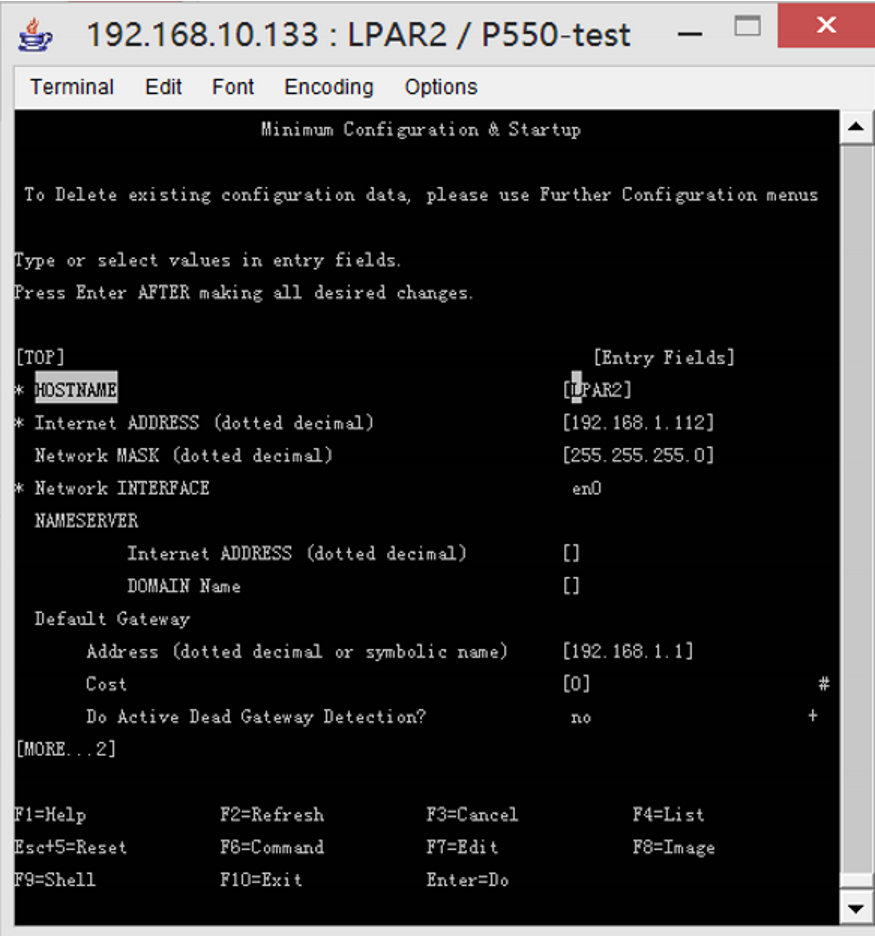 192.168.10.133 : LPAR2 / P550-test
Terminal Edit Font Encoding Options
Minimum Configuration & Startup
To Delete existing configuration data, please use Further Configuration menus
Type or select values in entry fields.
Press Enter AFTER making all desired changes.
[TOP] [Entry Fields]
* HOSTNAME [LPAR2]
* Internet ADDRESS (dotted decimal) [192.168.1.112]
Network MASK (dotted decimal) [255.255.255.0]
* Network INTERFACE en0
NAMESERVER
Internet ADDRESS (dotted decimal) []
DOMAIN Name []
Default Gateway
Address (dotted decimal or symbolic name) [192.168.1.1]
Cost [0] #
Do Active Dead Gateway Detection? no +
[MORE...2]
F1=Help F2=Refresh F3=Cancel F4=List
Esc+5=Reset F6=Command F7=Edit F8=Image
F9=Shell F10=Exit Enter=Do